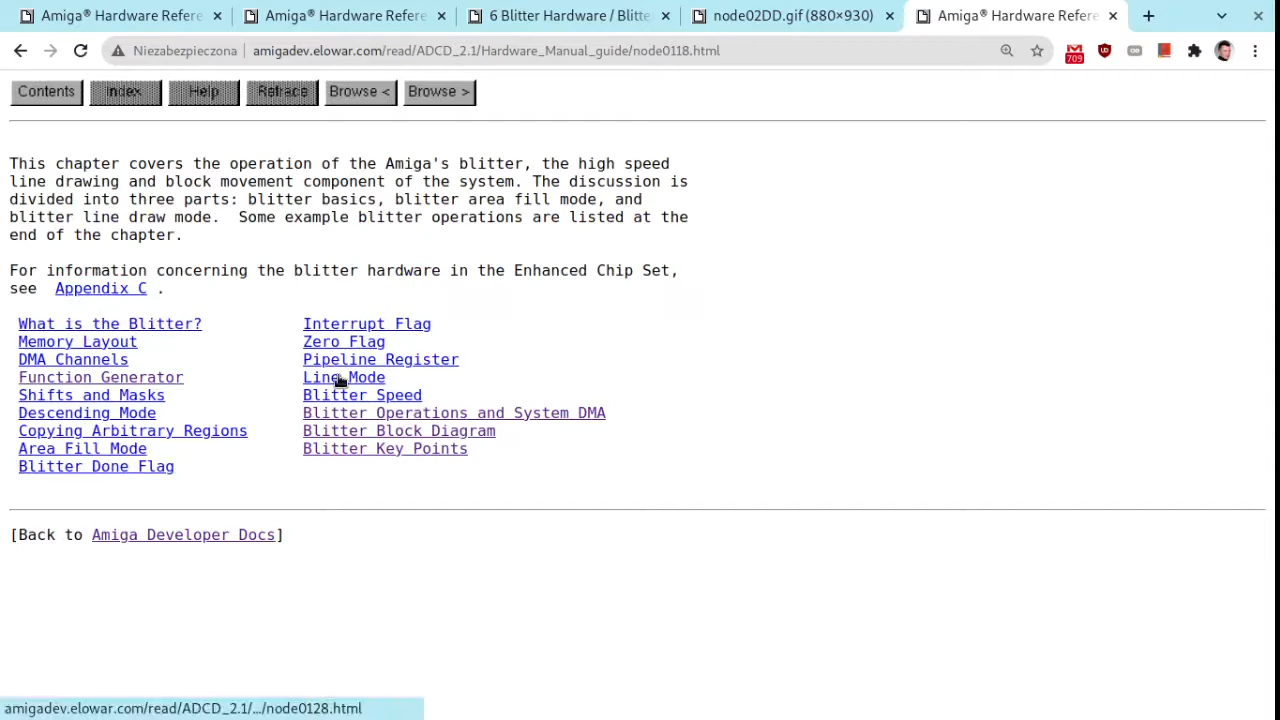 Amiga® Hardware Refere
Amiga® Hardware Refere
6 Blitter Hardware / Blitte
node02DD.gif (880×930)
Amiga® Hardware Refere
Niezabezpieczona
amigadev.elowar.com/read/ADCD_2.1/Hardware_Manual_guide/node0118.html
709
Contents Index Help Retrace Browse < Browse >
This chapter covers the operation of the Amiga's blitter, the high speed
line drawing and block movement component of the system. The discussion is
divided into three parts: blitter basics, blitter area fill mode, and
blitter line draw mode.  Some example blitter operations are listed at the
end of the chapter.
For information concerning the blitter hardware in the Enhanced Chip Set,
see  Appendix C .
What is the Blitter? Interrupt Flag
Memory Layout Zero Flag
DMA Channels Pipeline Register
Function Generator Line Mode
Shifts and Masks Blitter Speed
Descending Mode Blitter Operations and System DMA
Copying Arbitrary Regions Blitter Block Diagram
Area Fill Mode Blitter Key Points
Blitter Done Flag
[Back to Amiga Developer Docs]
amigadev.elowar.com/read/ADCD_2.1/.../node0128.html